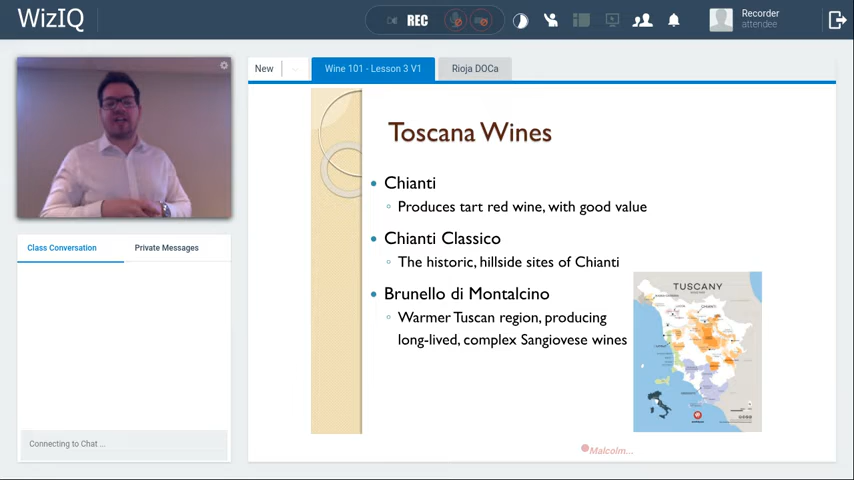 WizIQ
REC
Recorder
attendee
New
Wine 101 - Lesson 3 V1
Rioja DOCa
Toscana Wines
Chianti
Produces tart red wine, with good value
Chianti Classico
The historic, hillside sites of Chianti
Brunello di Montalcino
Warmer Tuscan region, producing
long-lived, complex Sangiovese wines
TUSCANY
Malcolm...
Class Conversation
Private Messages
Connecting to Chat ...